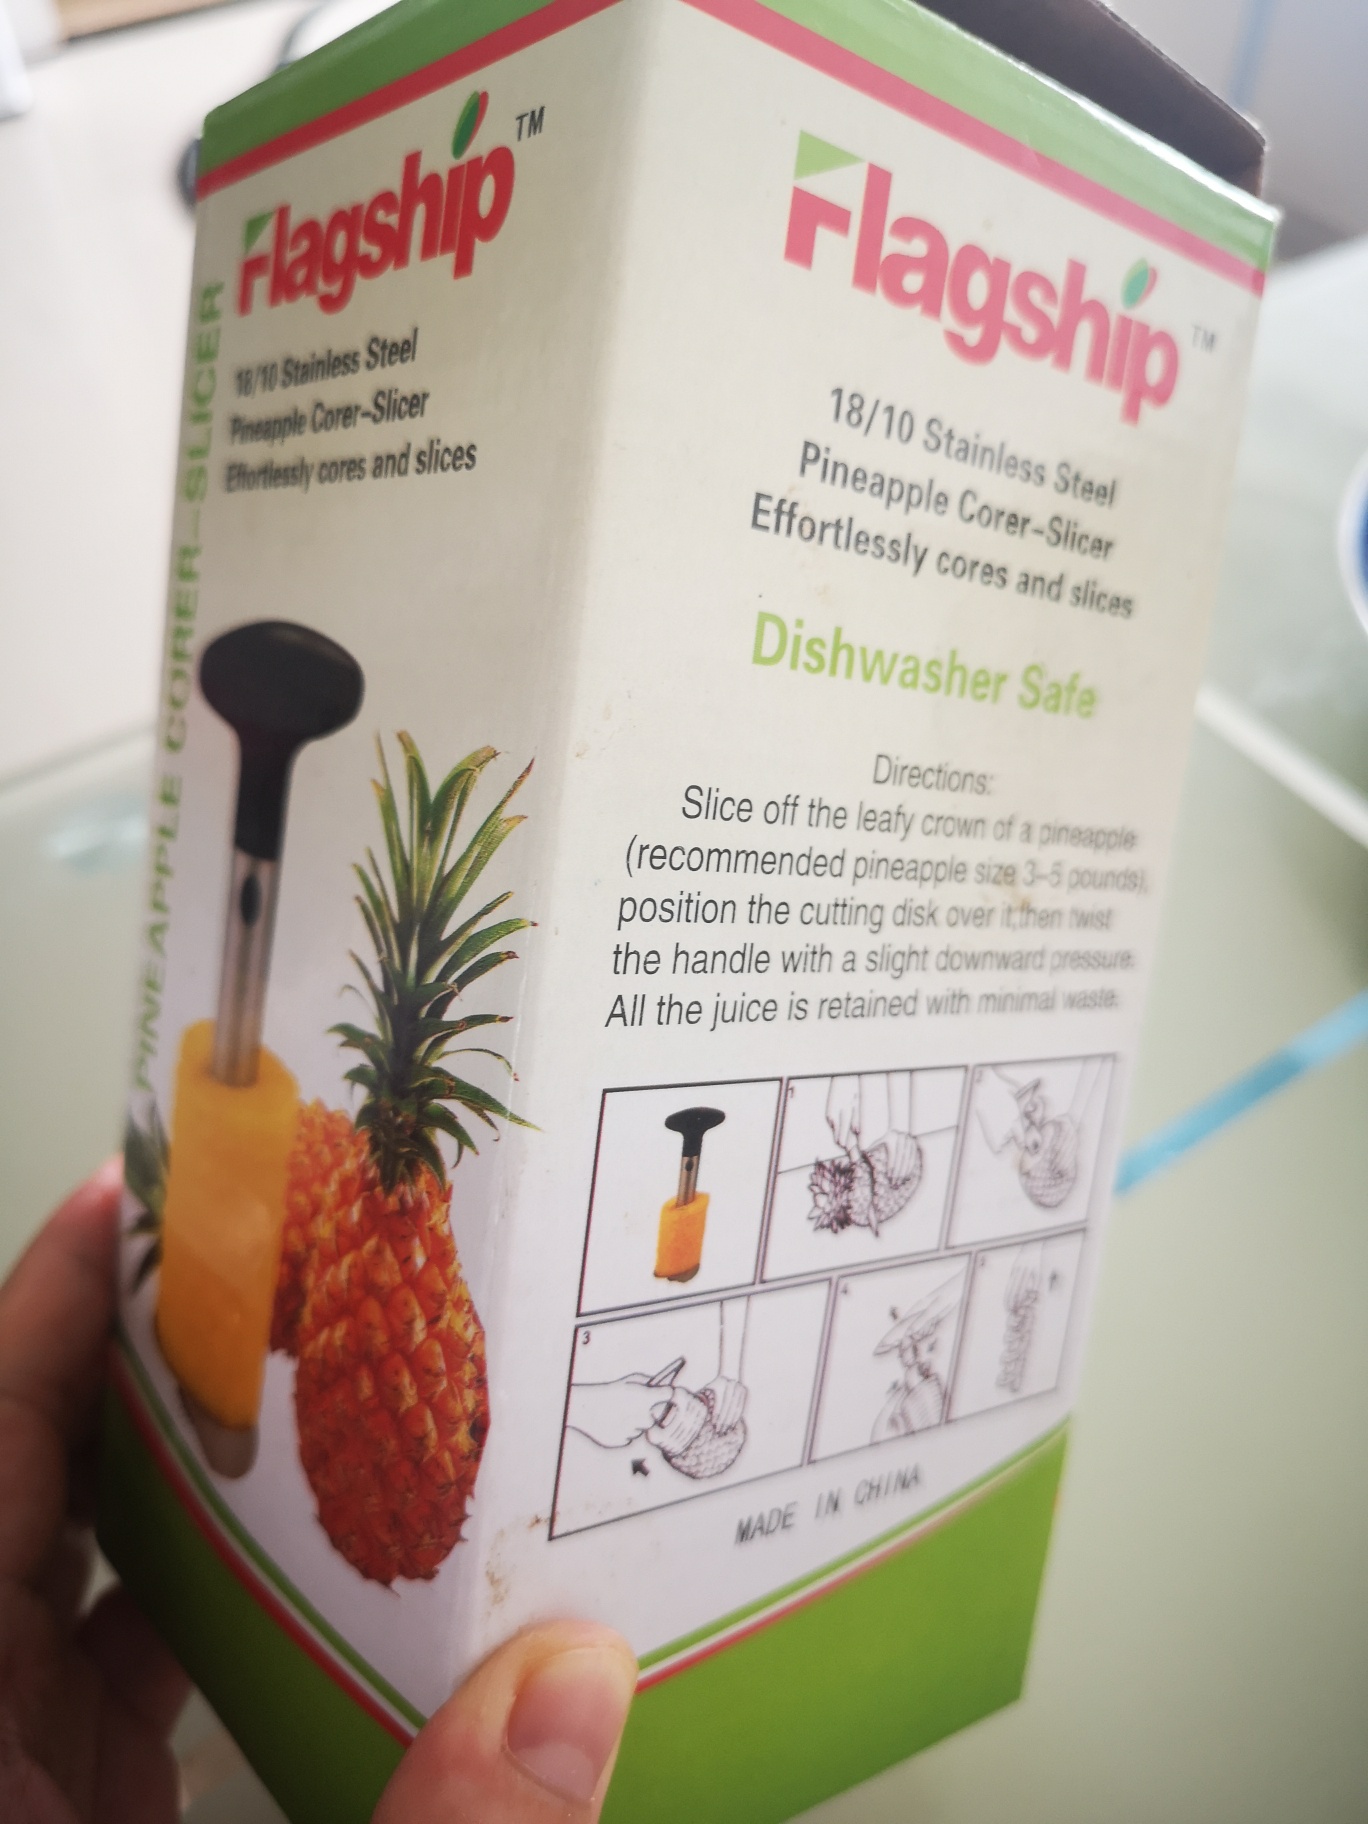 Flagship TM
18/10 Stainless Steel
Pineapple Corer-Slicer
Effortlessly cores and slices
PINEAPPLE CORER-SLICER
Flagship TM
18/10 Stainless Steel
Pineapple Corer-Slicer
Effortlessly cores and slices
Dishwasher Safe
Directions:
Slice off the leafy crown of a pineapple
(recommended pineapple size 3-5 pounds),
position the cutting disk over it,then twist
the handle with a slight downward pressure.
All the juice is retained with minimal waste.
1
2
3
4
MADE IN CHINA